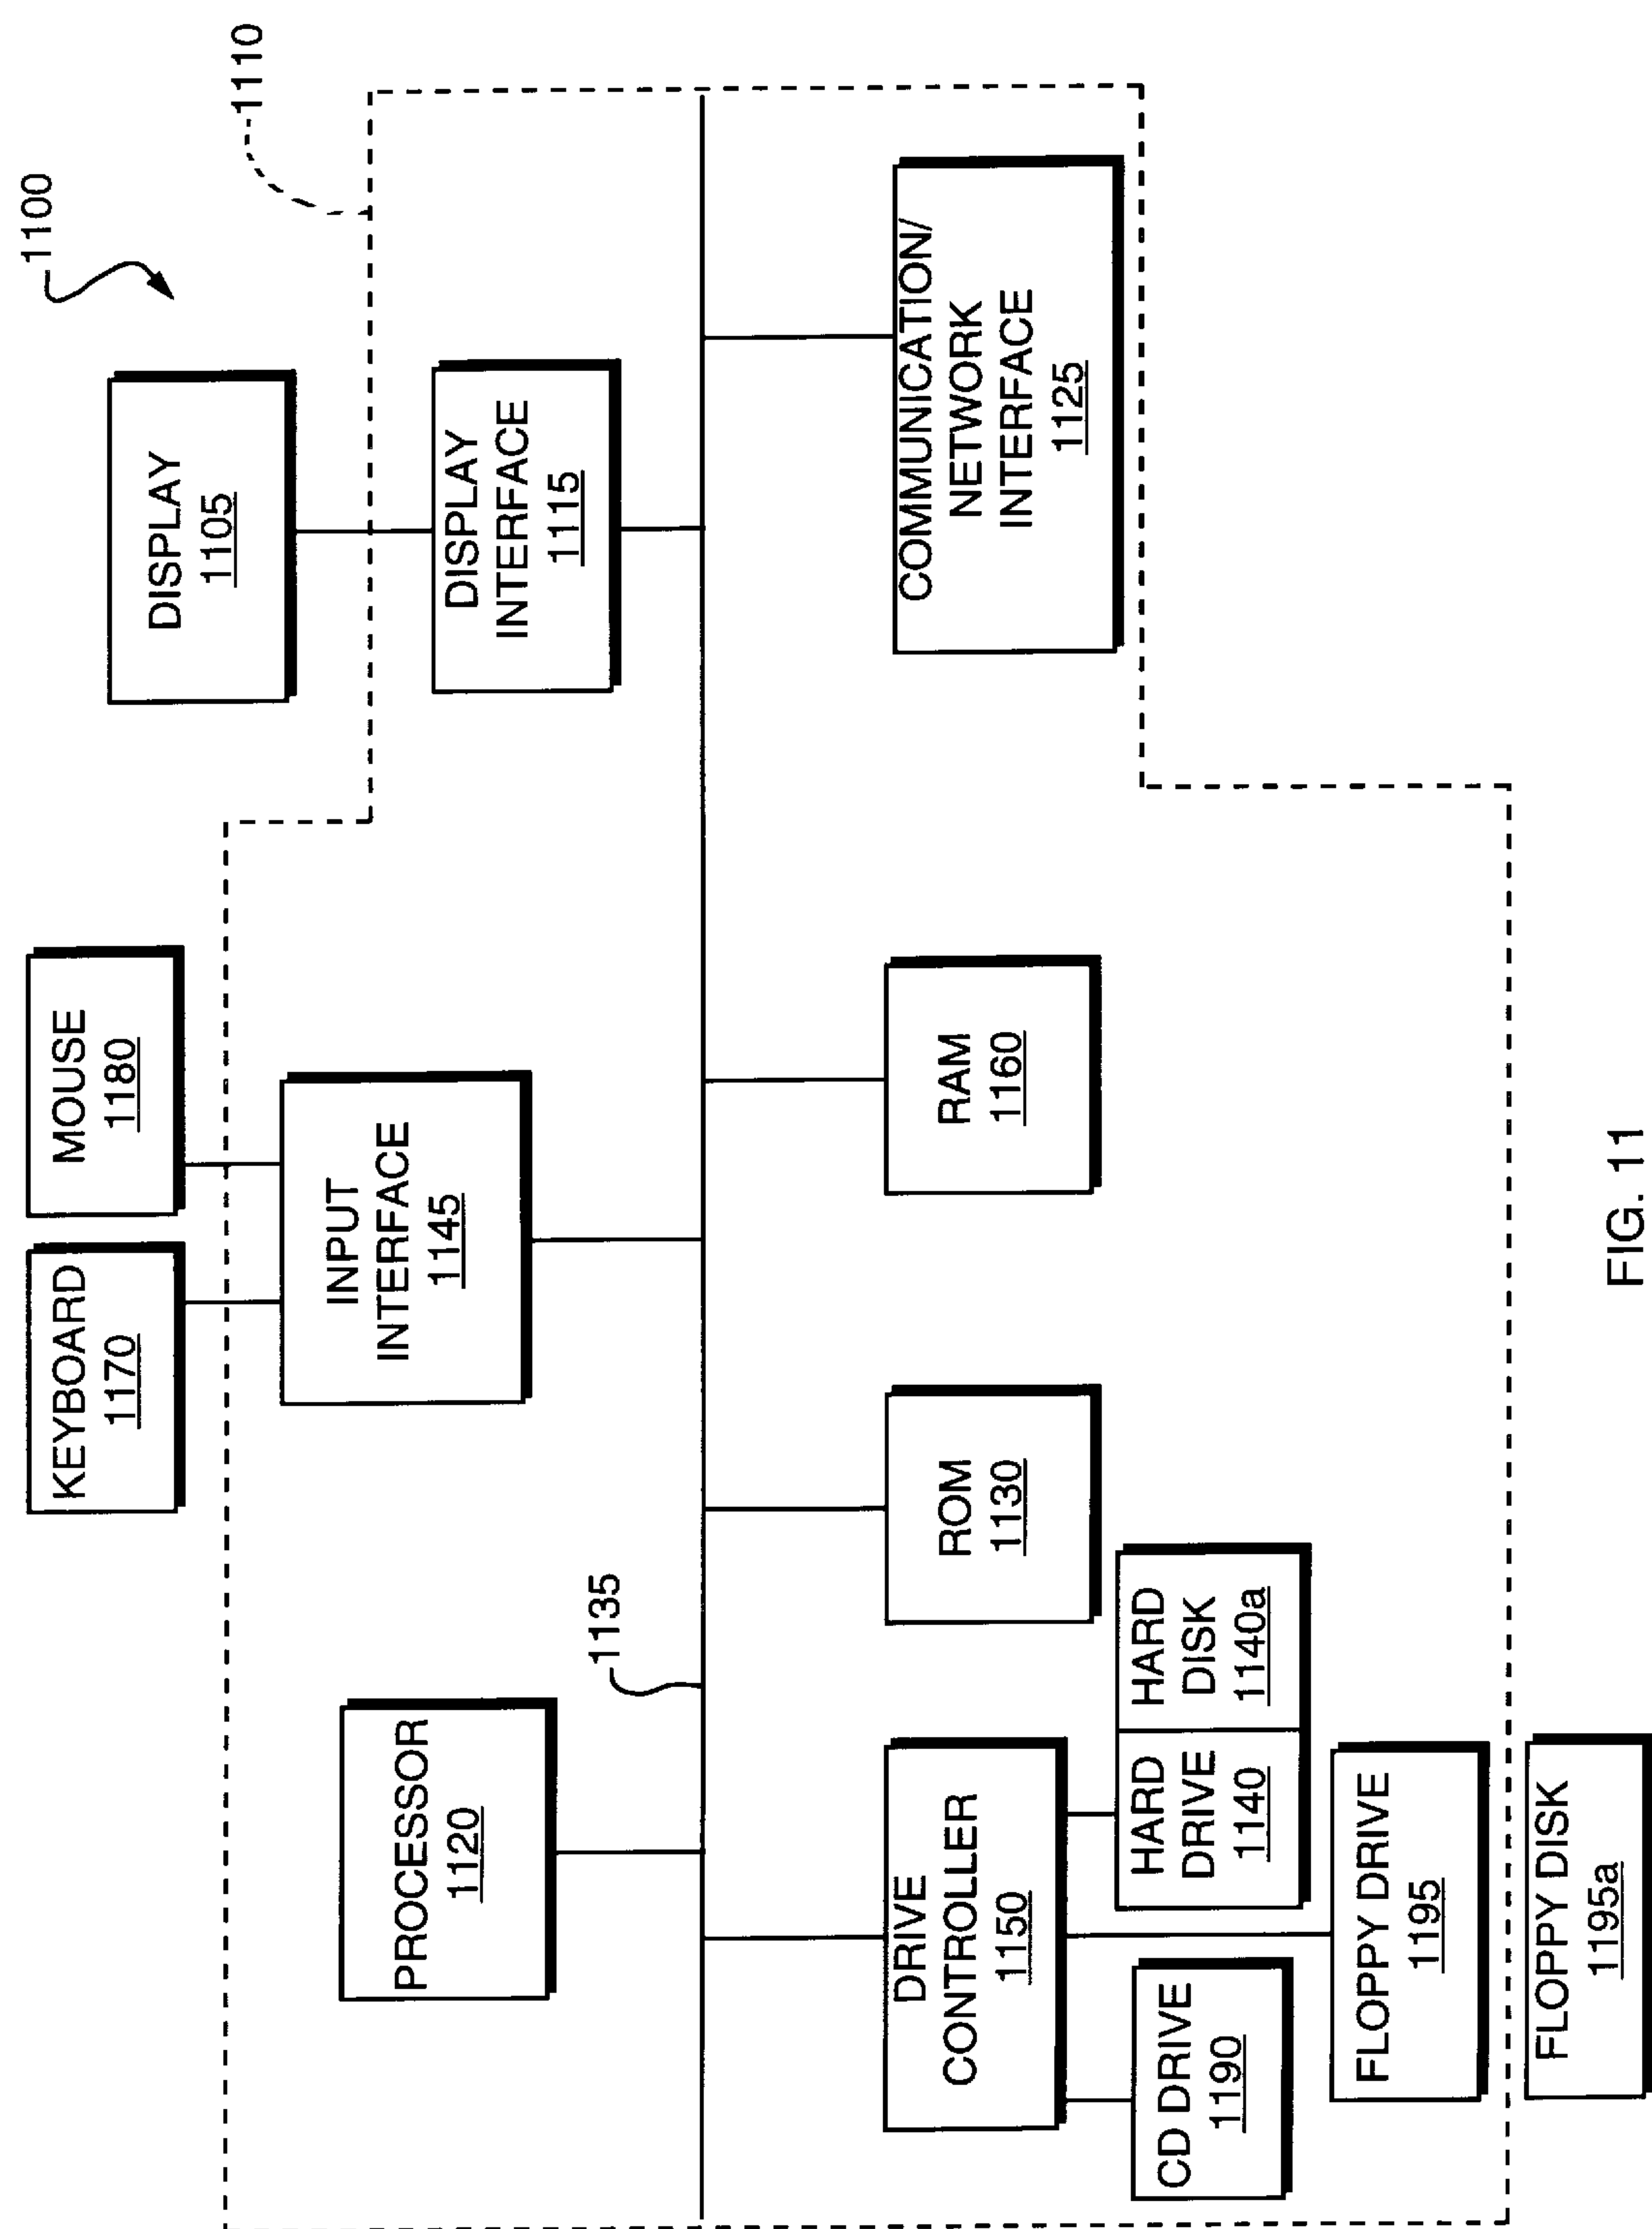 1100
1110
KEYBOARD
1170
MOUSE
1180
DISPLAY
1105
INPUT
INTERFACE
1145
DISPLAY
INTERFACE
1115
PROCESSOR
1120
1135
DRIVE
CONTROLLER
1150
ROM
1130
RAM
1160
COMMUNICATION/
NETWORK
INTERFACE
1125
CD DRIVE
1190
HARD
DRIVE
1140
HARD
DISK
1140a
FLOPPY DRIVE
1195
FLOPPY DISK
1195a
FIG. 11